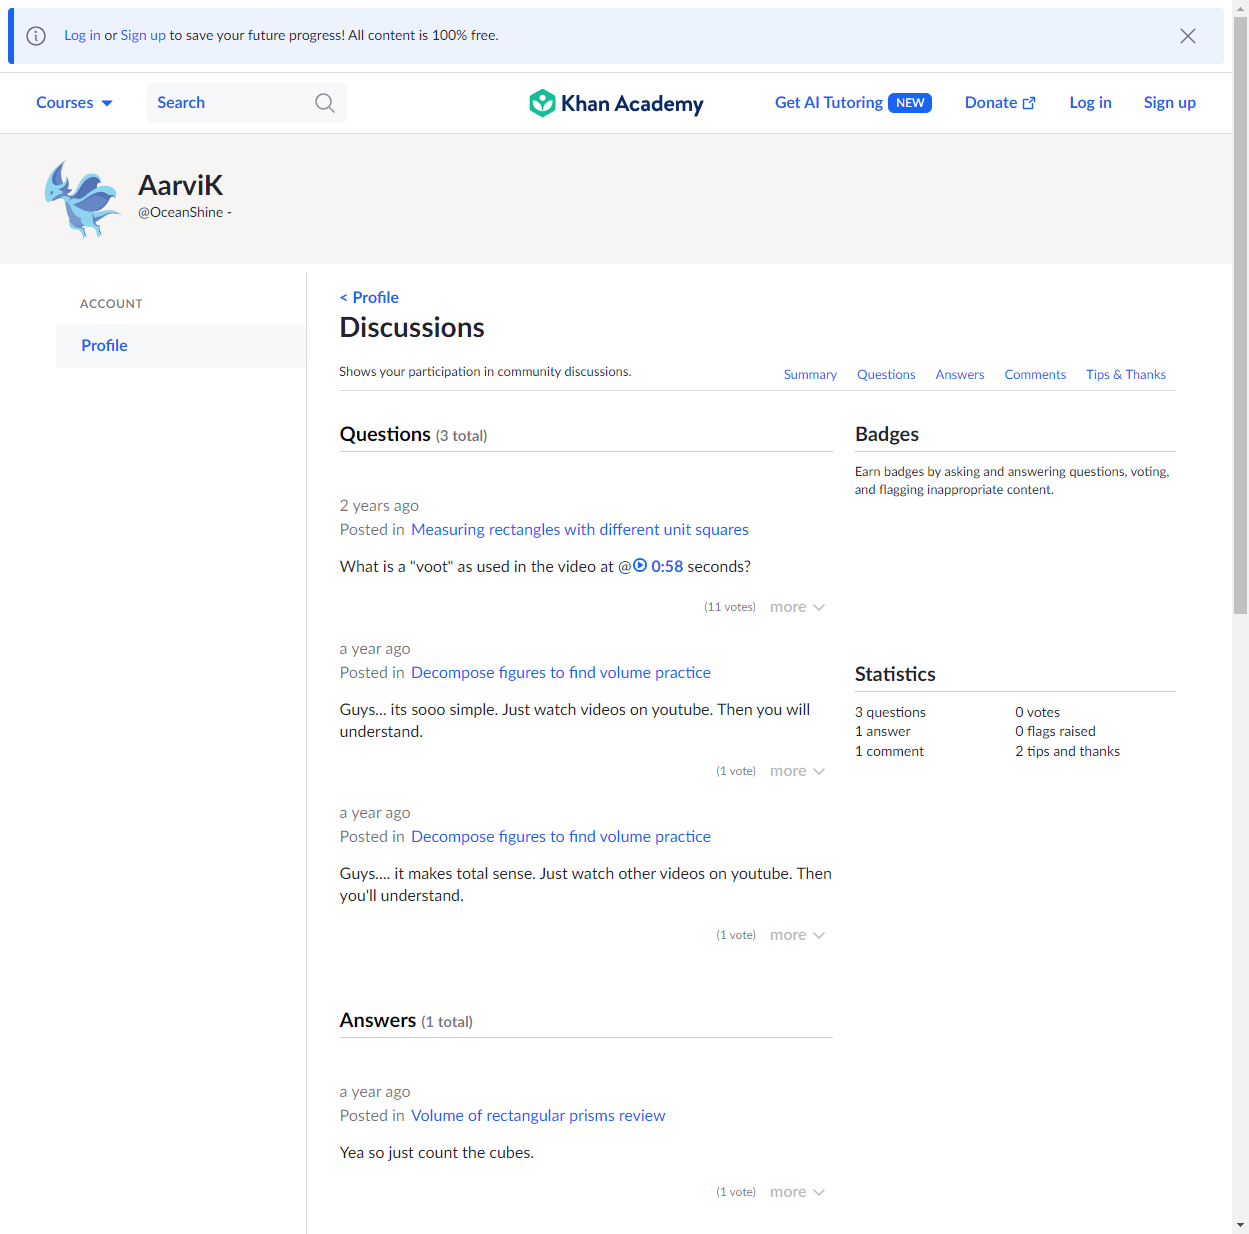 Log in or Sign up to save your future progress! All content is 100% free.
Courses
Search
Khan Academy
Get AI Tutoring NEW
Donate
Log in
Sign up
AarviK
@OceanShine -
ACCOUNT
Profile
< Profile
Discussions
Shows your participation in community discussions.
Summary
Questions
Answers
Comments
Tips & Thanks
Questions (3 total)
2 years ago
Posted in Measuring rectangles with different unit squares
What is a "voot" as used in the video at @ 0:58 seconds?
(11 votes) more
a year ago
Posted in Decompose figures to find volume practice
Guys... its sooo simple. Just watch videos on youtube. Then you will
understand.
(1 vote) more
a year ago
Posted in Decompose figures to find volume practice
Guys.... it makes total sense. Just watch other videos on youtube. Then
you'll understand.
(1 vote) more
Answers (1 total)
a year ago
Posted in Volume of rectangular prisms review
Yea so just count the cubes.
(1 vote) more
Badges
Earn badges by asking and answering questions, voting,
and flagging inappropriate content.
Statistics
3 questions
1 answer
1 comment
0 votes
0 flags raised
2 tips and thanks